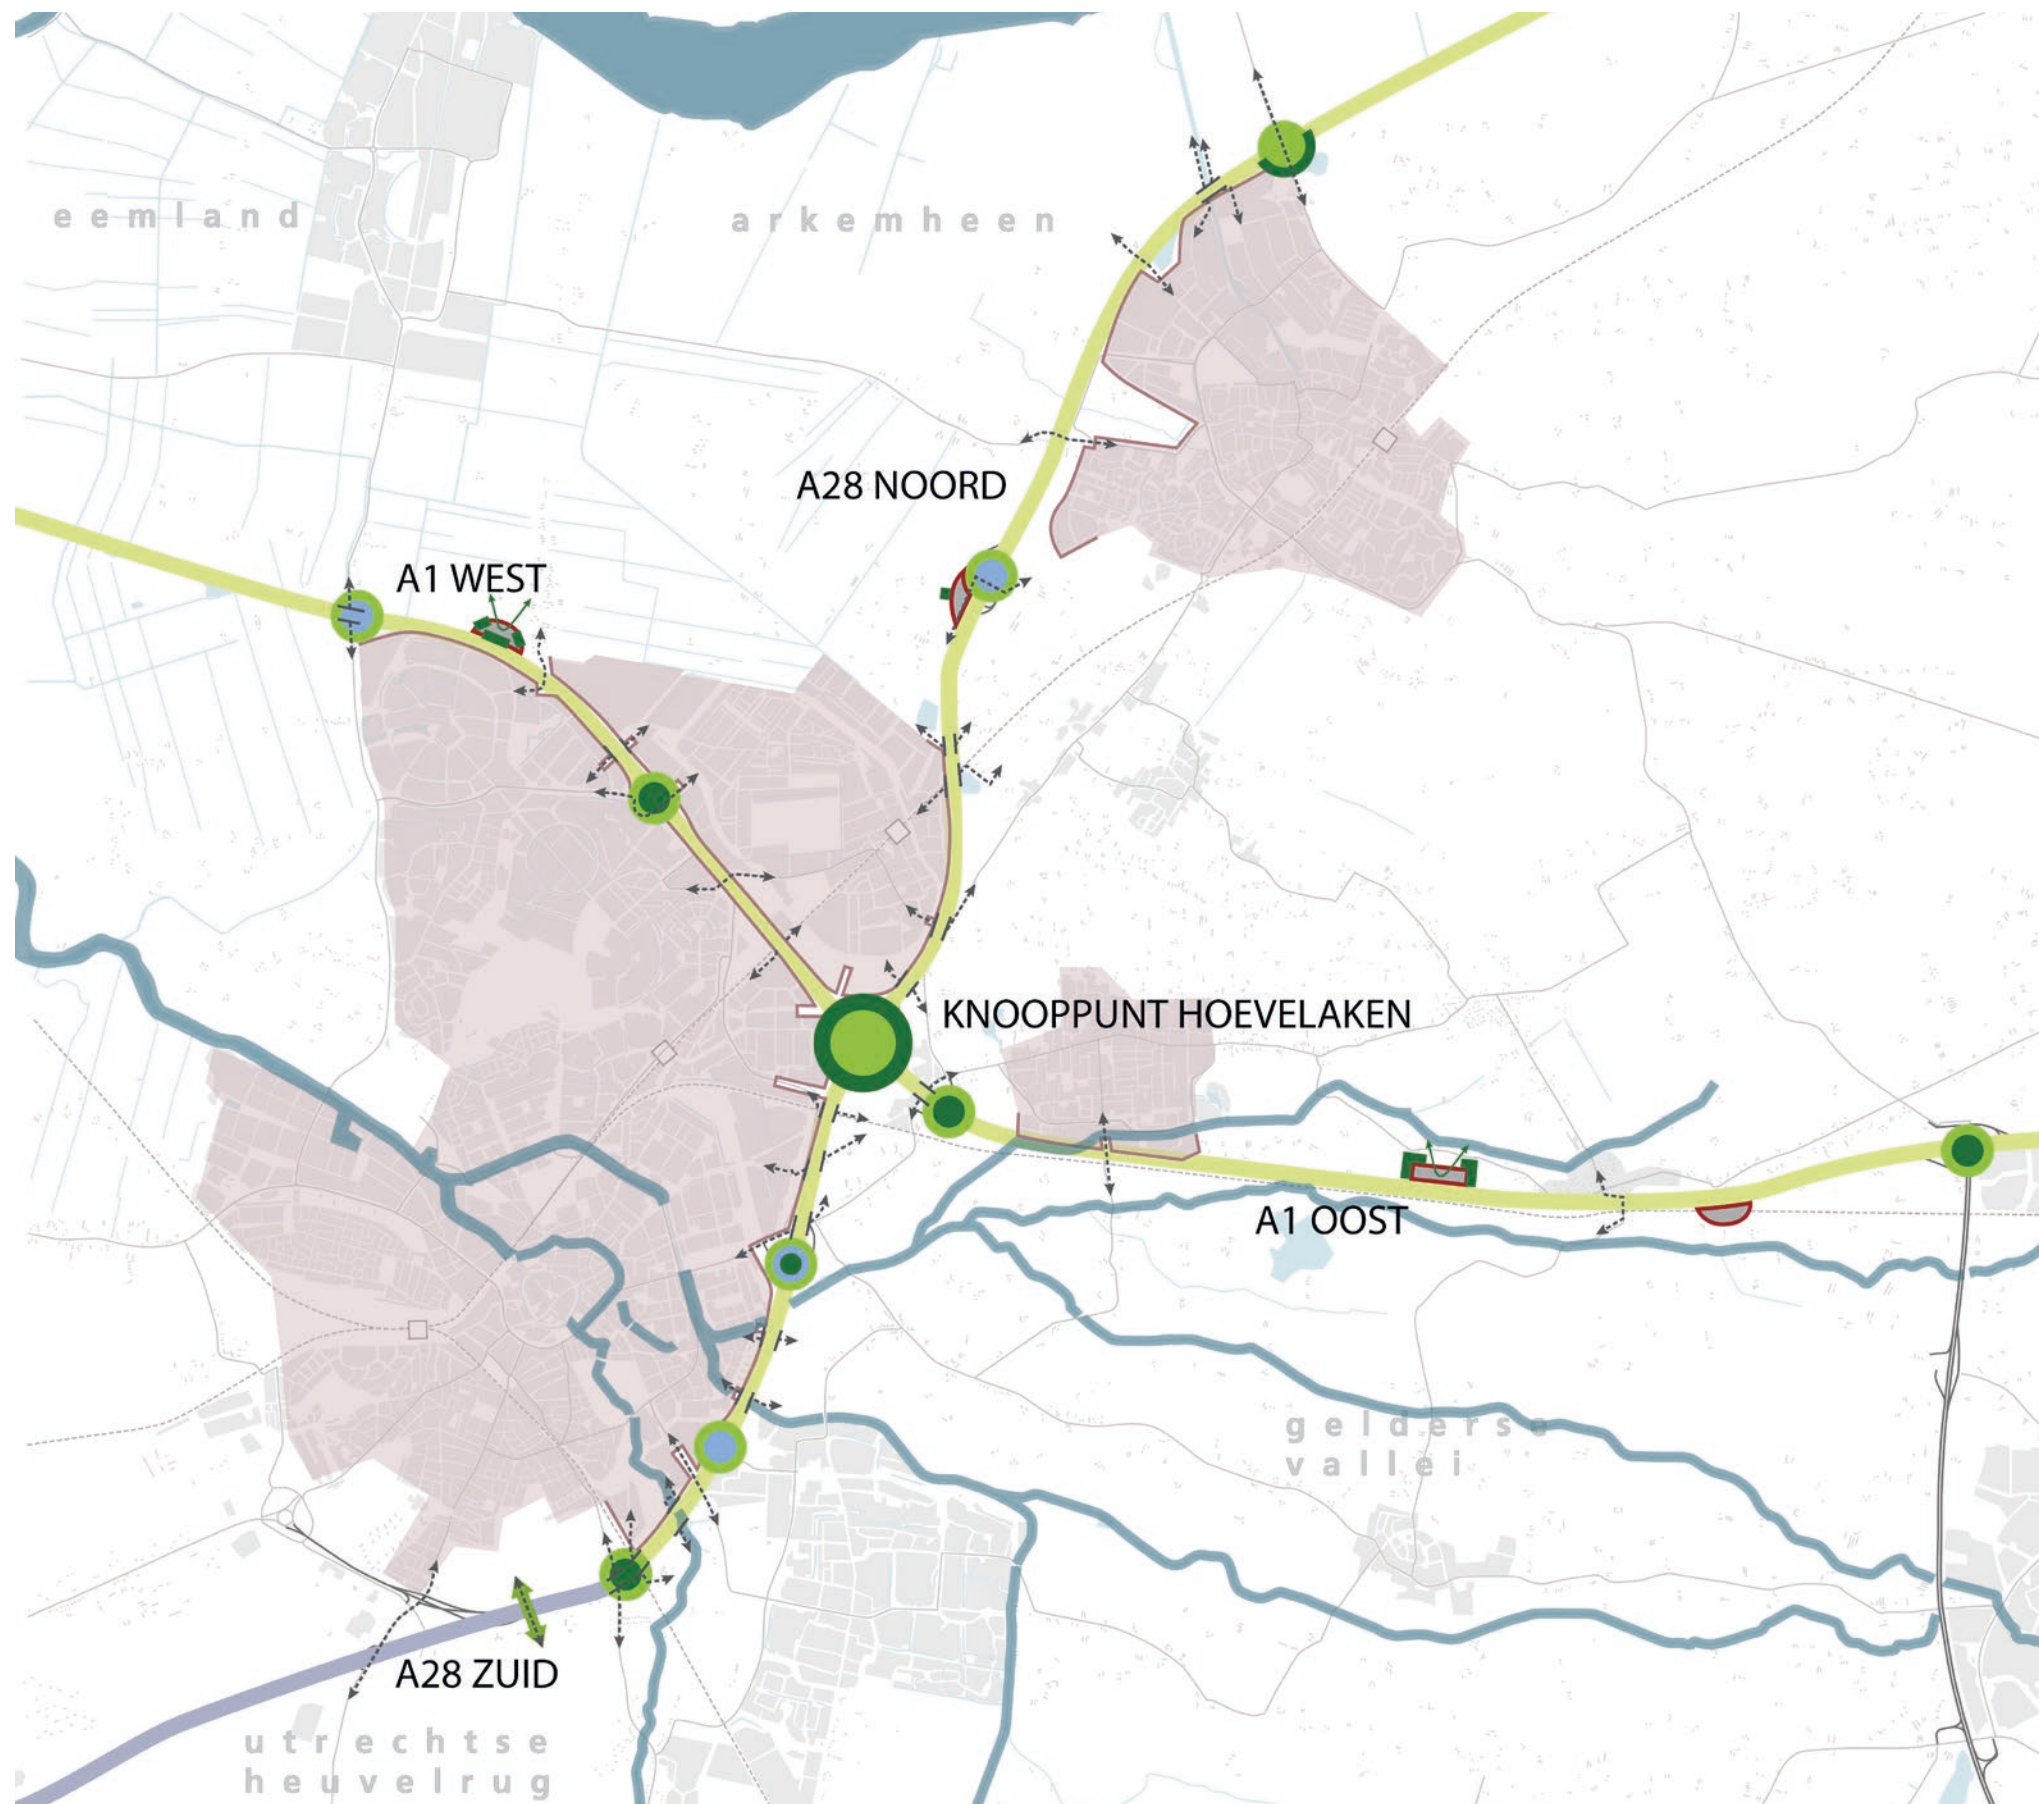 eemland
arkemheen
A28 NOORD
A1 WEST
KNOOPPUNT HOEVELAKEN
A1 OOST
gelderse
vallei
A28 ZUID
utrechtse
heuvelrug